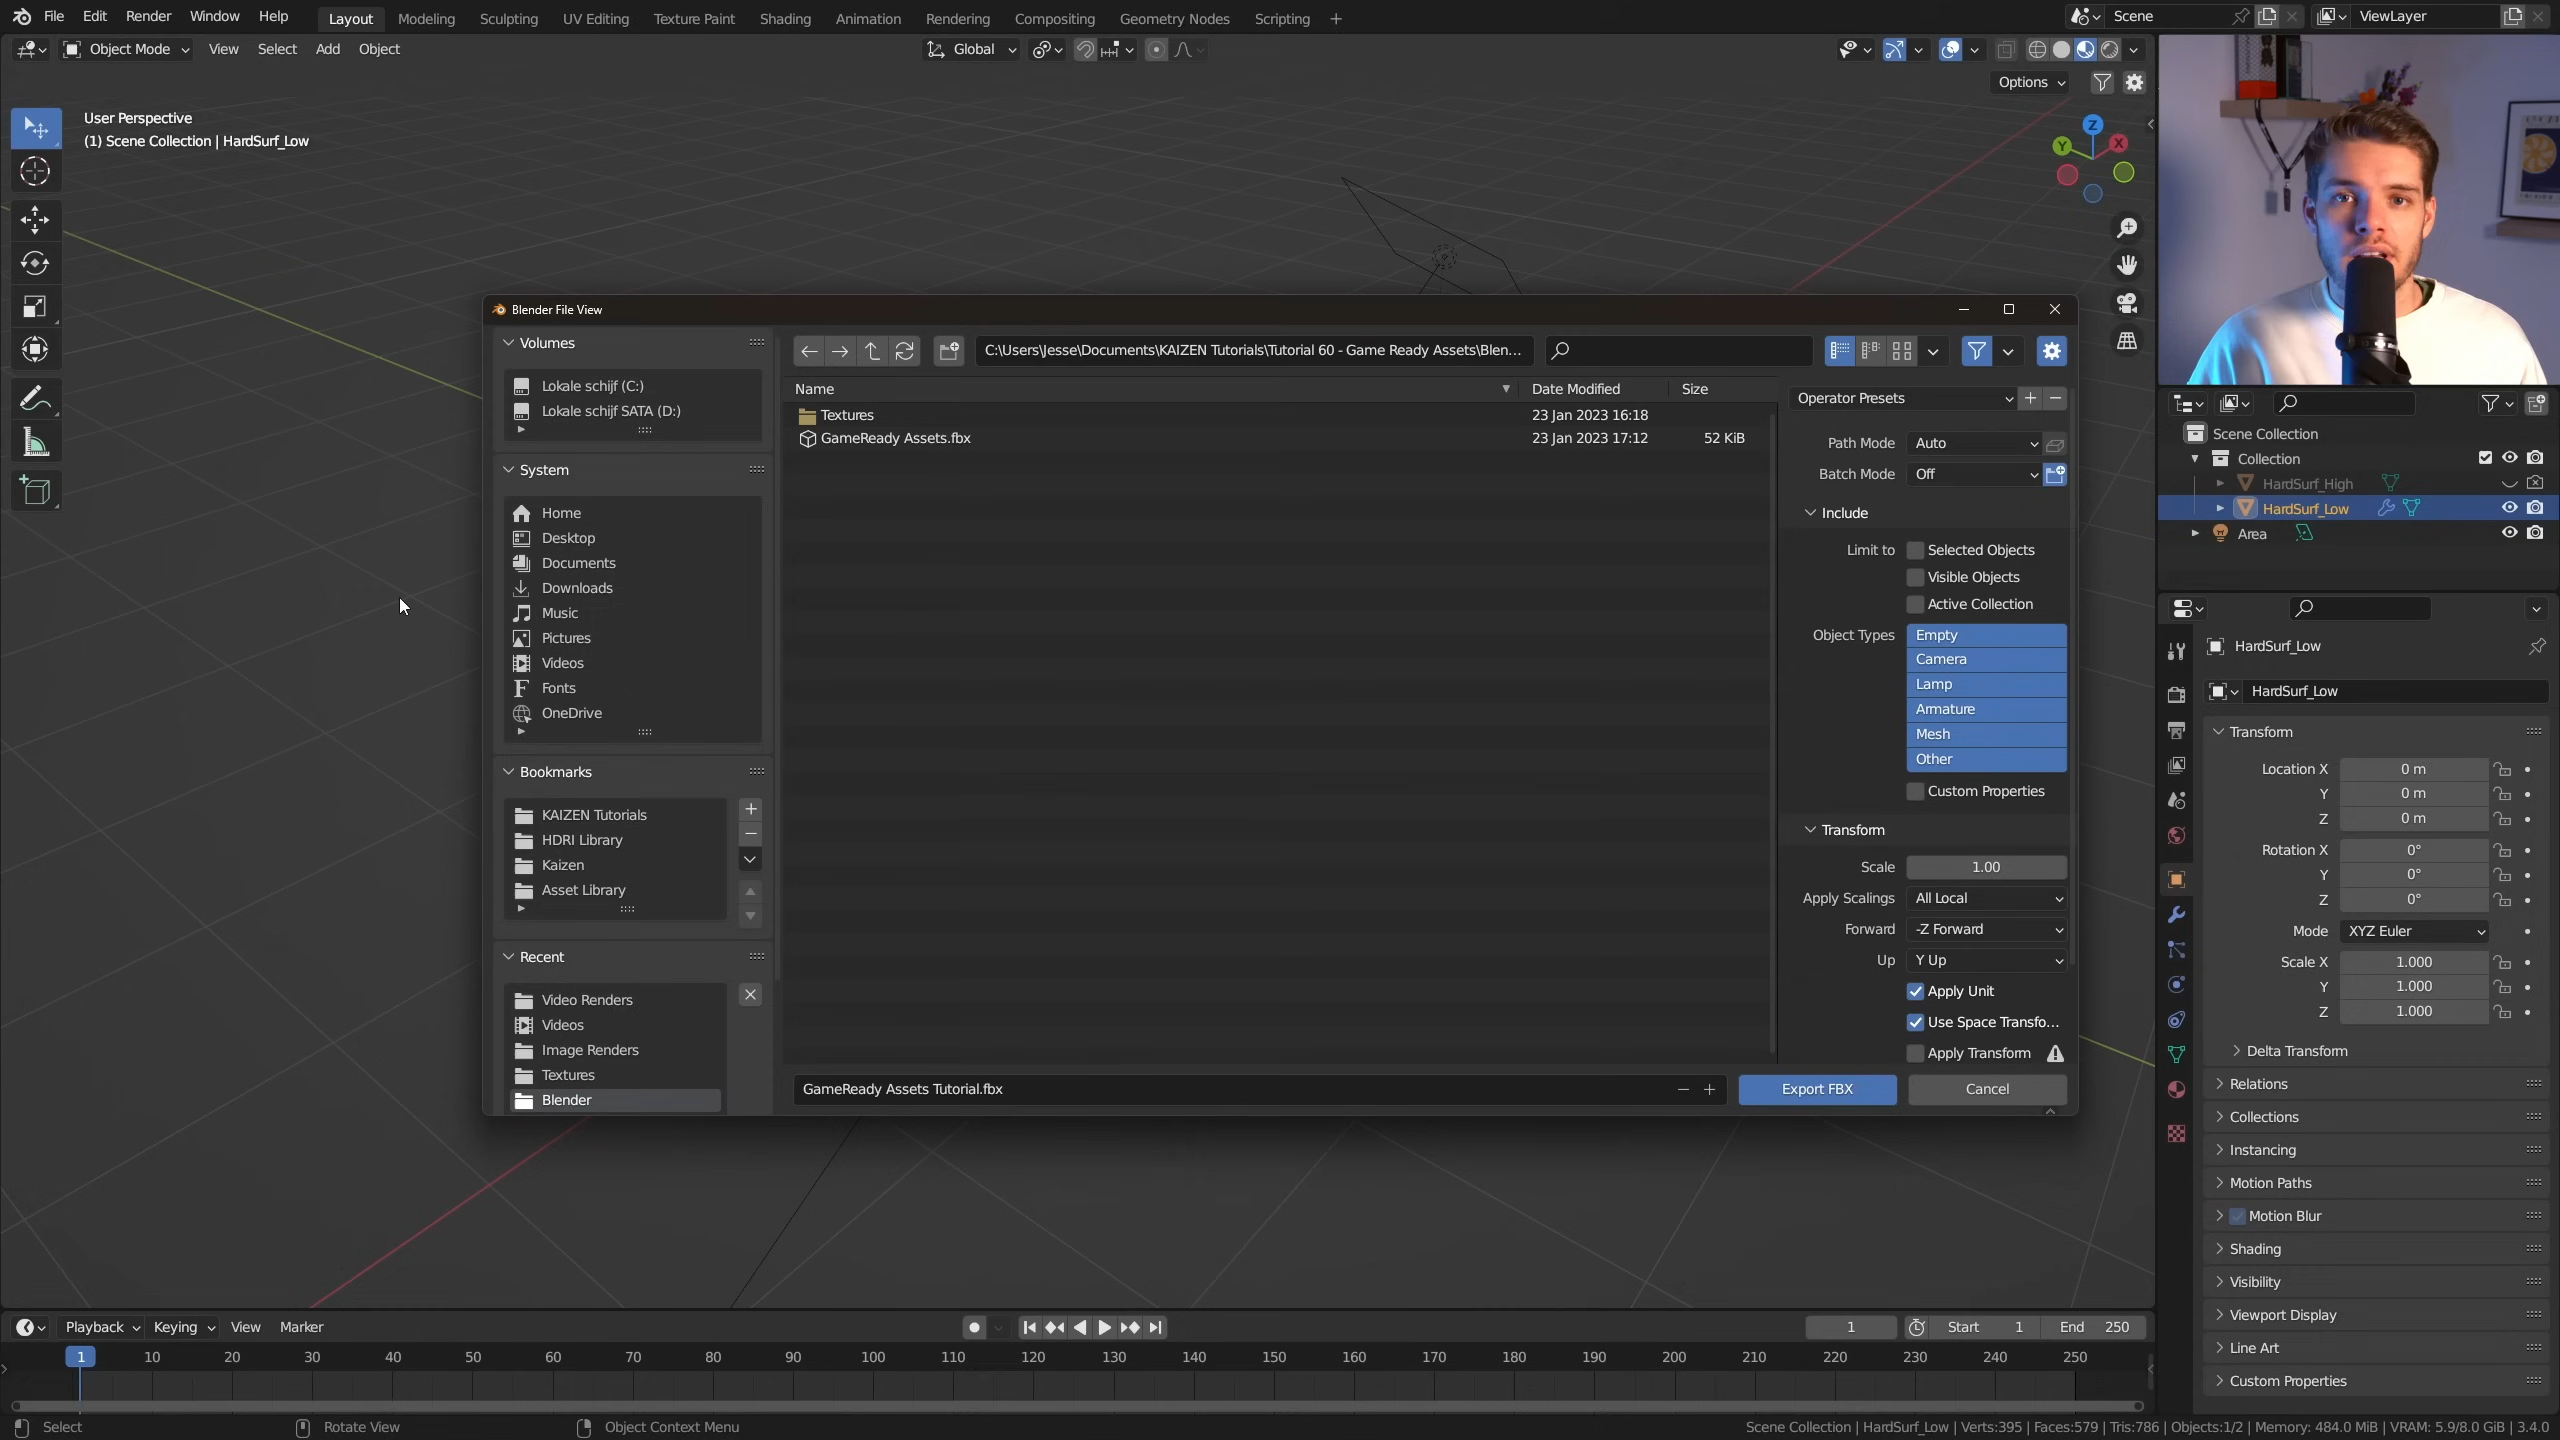 File Edit Render Window Help Layout Modeling Sculpting UV Editing Texture Paint Shading Animation Rendering Compositing Geometry Nodes Scripting + Scene ViewLayer
Object Mode View Select Add Object Global
Options
User Perspective
(1) Scene Collection | HardSurf_Low
Z
Y
X
Blender File View
Volumes
Lokale schijf (C:)
Lokale schijf SATA (D:)
System
Home
Desktop
Documents
Downloads
Music
Pictures
Videos
Fonts
OneDrive
Bookmarks
KAIZEN Tutorials
HDRI Library
Kaizen
Asset Library
Recent
Video Renders
Videos
Image Renders
Textures
Blender
C:\Users\Jesse\Documents\KAIZEN Tutorials\Tutorial 60 - Game Ready Assets\Blen...
Name Date Modified Size
Textures 23 Jan 2023 16:18
GameReady Assets.fbx 23 Jan 2023 17:12 52 KiB
GameReady Assets Tutorial.fbx
Export FBX
Cancel
Operator Presets
Path Mode Auto
Batch Mode Off
Include
Limit to Selected Objects
Visible Objects
Active Collection
Object Types Empty
Camera
Lamp
Armature
Mesh
Other
Custom Properties
Transform
Scale 1.00
Apply Scalings All Local
Forward -Z Forward
Up Y Up
Apply Unit
Use Space Transfo...
Apply Transform
Scene Collection
Collection
HardSurf_High
HardSurf_Low
Area
HardSurf_Low
HardSurf_Low
Transform
Location X 0 m
Y 0 m
Z 0 m
Rotation X 0°
Y 0°
Z 0°
Mode XYZ Euler
Scale X 1.000
Y 1.000
Z 1.000
Delta Transform
Relations
Collections
Instancing
Motion Paths
Motion Blur
Shading
Visibility
Viewport Display
Line Art
Custom Properties
Playback Keying View Marker 1 Start 1 End 250
1 10 20 30 40 50 60 70 80 90 100 110 120 130 140 150 160 170 180 190 200 210 220 230 240 250
Select Rotate View Object Context Menu Scene Collection | HardSurf_Low | Verts:395 | Faces:579 | Tris:786 | Objects:1/2 | Memory: 484.0 MiB | VRAM: 5.9/8.0 GiB | 3.4.0